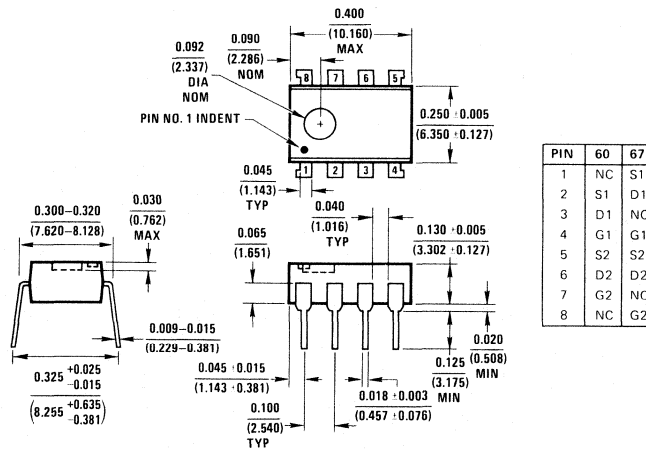 0.400
(10.160)
MAX
0.092
(2.337)
DIA
NOM
0.090
(2.286)
NOM
8 7 6 5
PIN NO. 1 INDENT
0.250 ±0.005
(6.350 ±0.127)
1 2 3 4
0.045
(1.143)
TYP
0.300–0.320
(7.620–8.128)
0.030
(0.762)
MAX
0.065
(1.651)
0.040
(1.016)
TYP
0.130 ±0.005
(3.302 ±0.127)
0.009–0.015
(0.229–0.381)
0.325 +0.025
−0.015
(8.255 +0.635
−0.381)
0.045 ±0.015
(1.143 ±0.381)
0.100
(2.540)
TYP
0.018 ±0.003
(0.457 ±0.076)
0.125
(3.175)
MIN
0.020
(0.508)
MIN
PIN 60 67
1 NC S1
2 S1 D1
3 D1 NC
4 G1 G1
5 S2 S2
6 D2 D2
7 G2 NC
8 NC G2